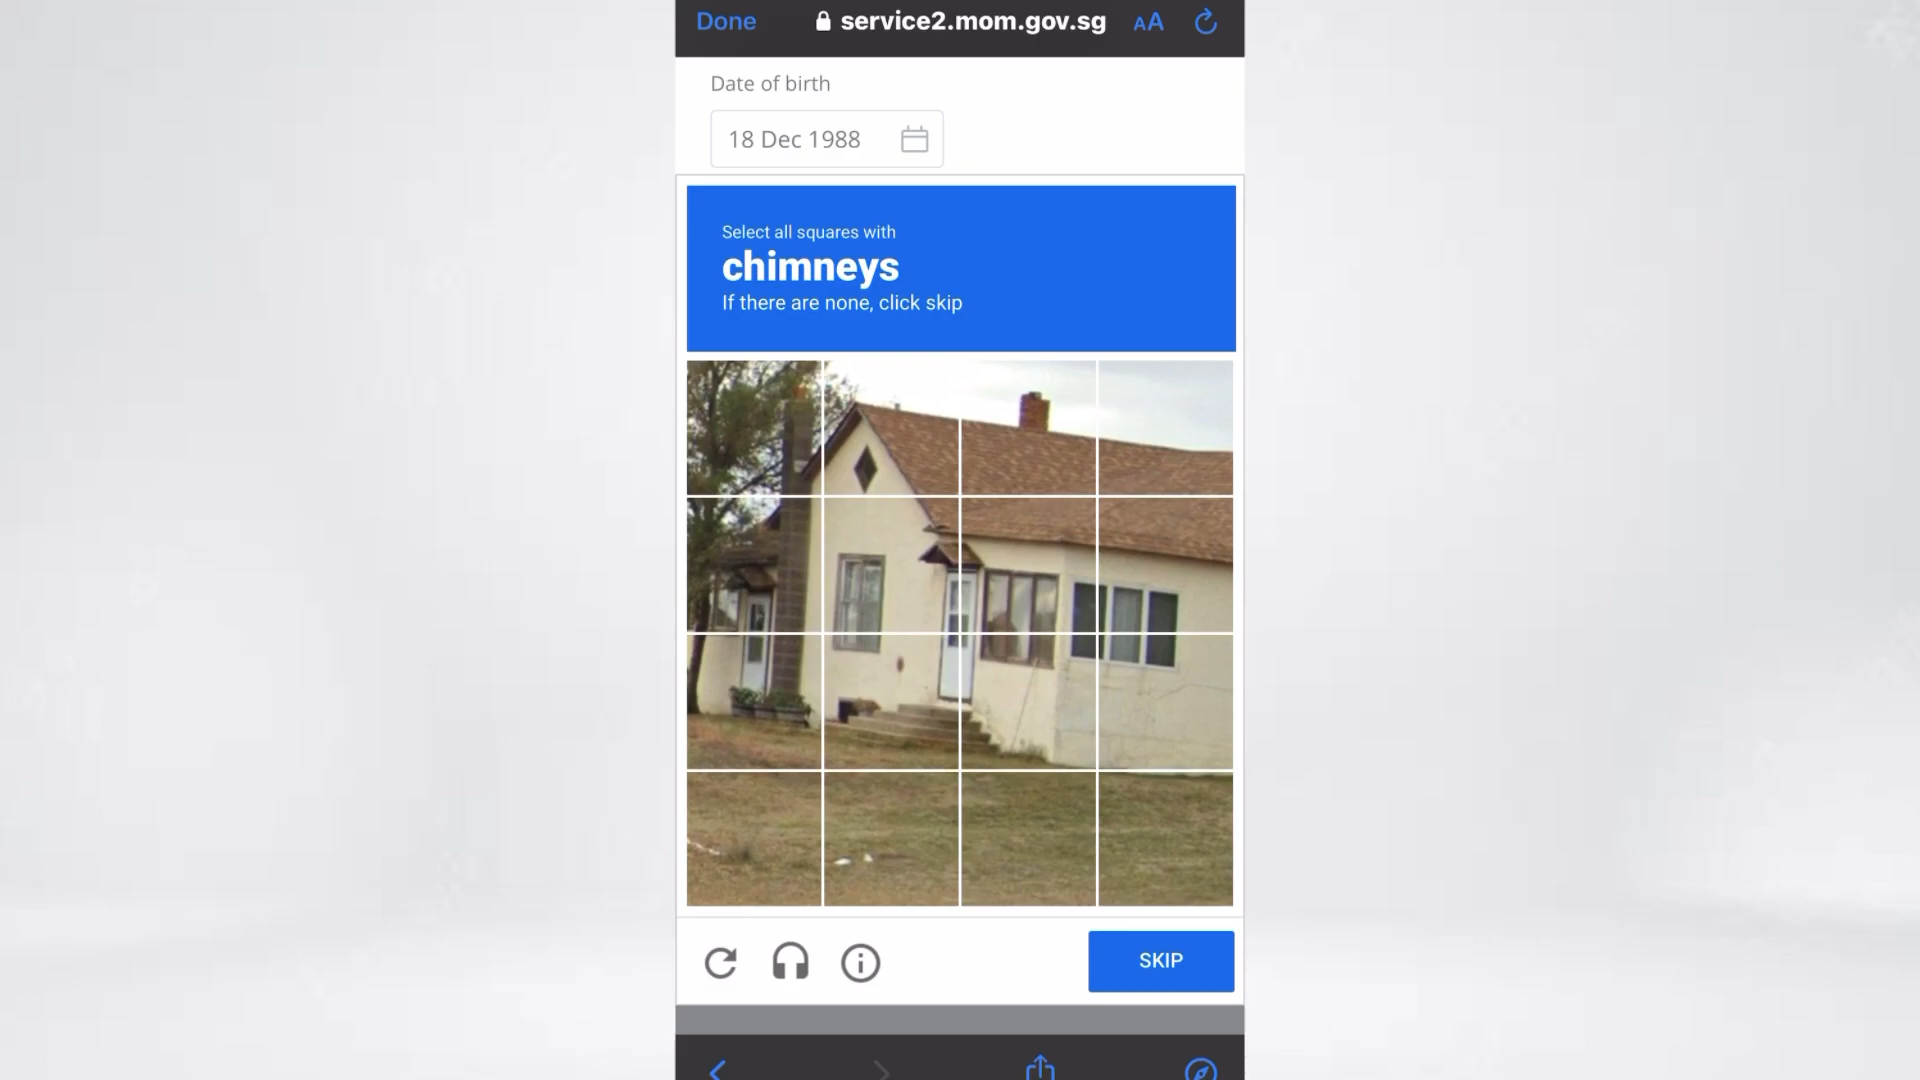 Done service2.mom.gov.sg AA
Date of birth
18 Dec 1988
Select all squares with
chimneys
If there are none, click skip
SKIP